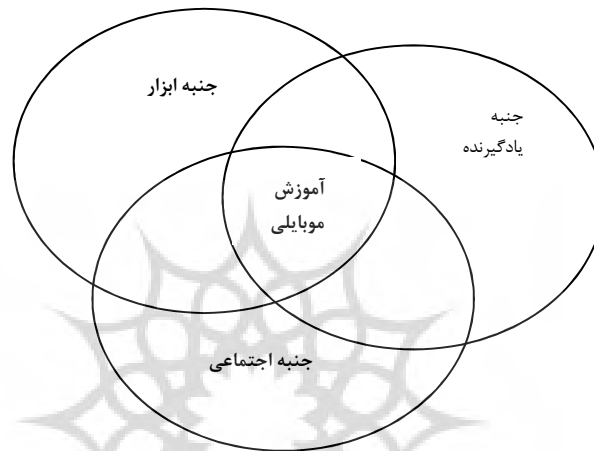 جنبه ابزار
جنبه
یادگیرنده
آموزش
موبایلی
جنبه اجتماعی